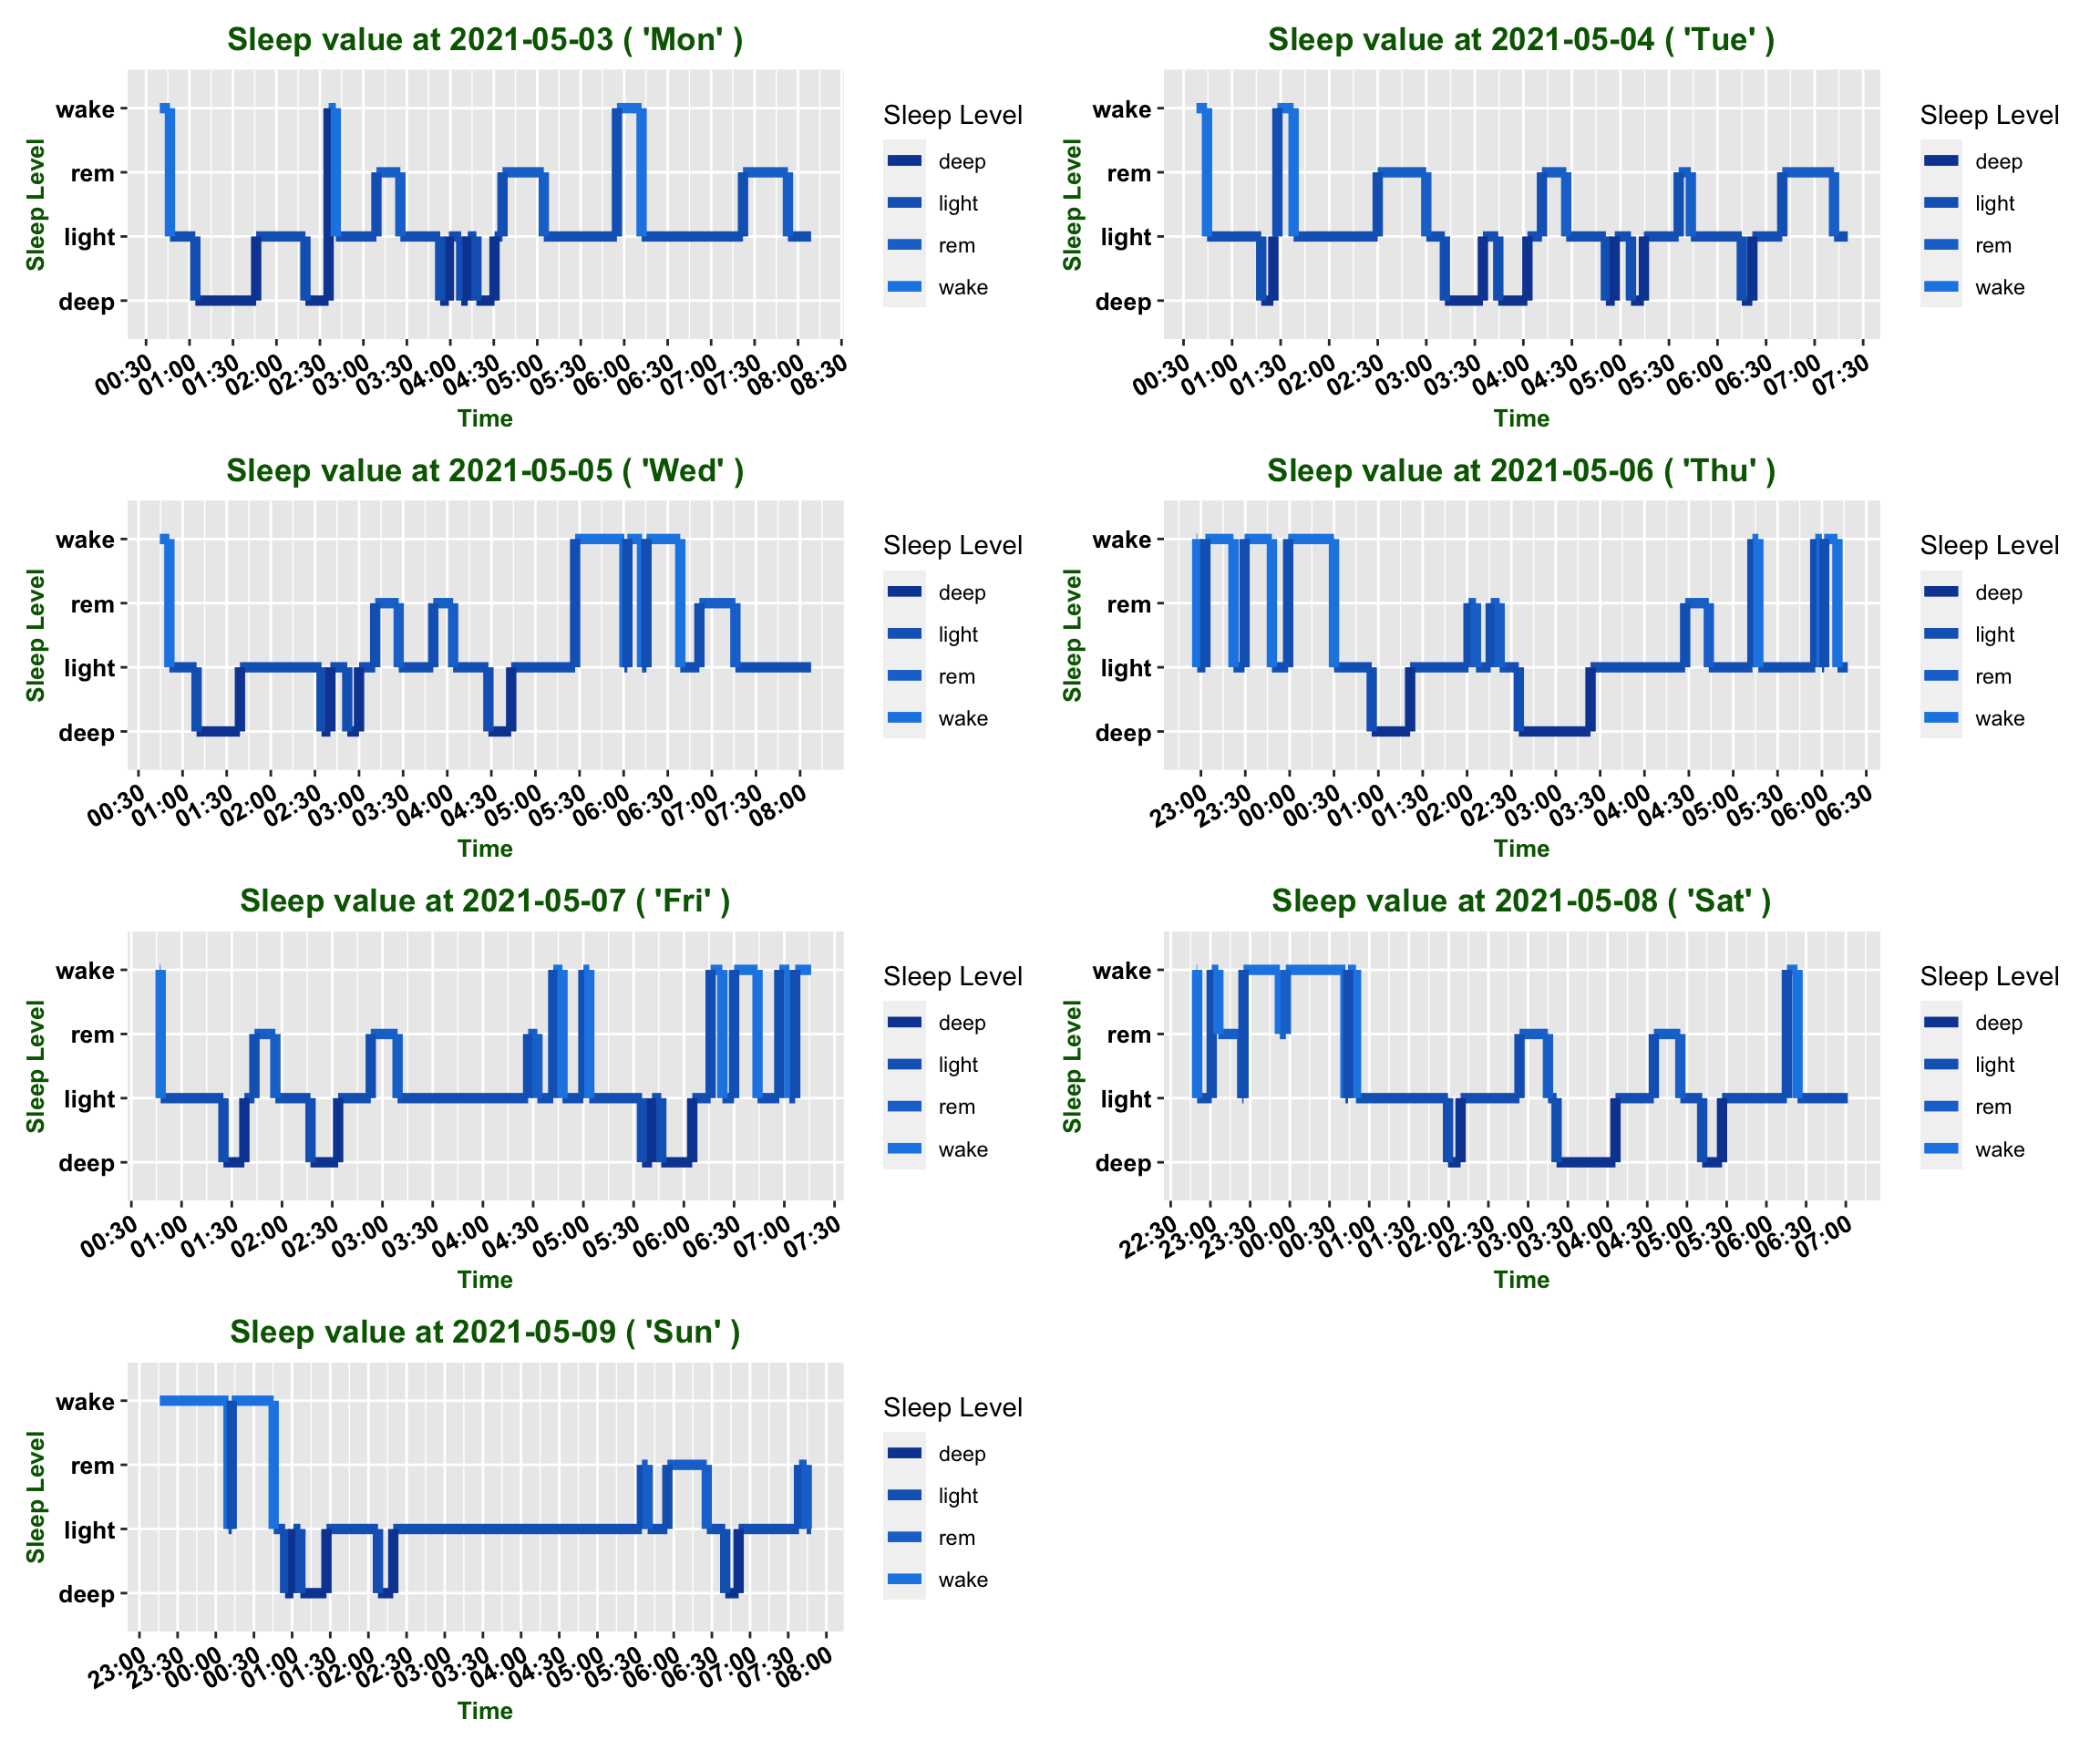 Sleep value at 2021-05-03 ( 'Mon' )
Sleep Level
wake
rem
light
deep
00:30 01:00 01:30 02:00 02:30 03:00 03:30 04:00 04:30 05:00 05:30 06:00 06:30 07:00 07:30 08:00 08:30
Time
Sleep Level
deep
light
rem
wake
Sleep value at 2021-05-04 ( 'Tue' )
Sleep Level
wake
rem
light
deep
00:30 01:00 01:30 02:00 02:30 03:00 03:30 04:00 04:30 05:00 05:30 06:00 06:30 07:00 07:30
Time
Sleep Level
deep
light
rem
wake
Sleep value at 2021-05-05 ( 'Wed' )
Sleep Level
wake
rem
light
deep
00:30 01:00 01:30 02:00 02:30 03:00 03:30 04:00 04:30 05:00 05:30 06:00 06:30 07:00 07:30 08:00
Time
Sleep Level
deep
light
rem
wake
Sleep value at 2021-05-06 ( 'Thu' )
Sleep Level
wake
rem
light
deep
23:00 23:30 00:00 00:30 01:00 01:30 02:00 02:30 03:00 03:30 04:00 04:30 05:00 05:30 06:00 06:30
Time
Sleep Level
deep
light
rem
wake
Sleep value at 2021-05-07 ( 'Fri' )
Sleep Level
wake
rem
light
deep
00:30 01:00 01:30 02:00 02:30 03:00 03:30 04:00 04:30 05:00 05:30 06:00 06:30 07:00 07:30
Time
Sleep Level
deep
light
rem
wake
Sleep value at 2021-05-08 ( 'Sat' )
Sleep Level
wake
rem
light
deep
22:30 23:00 23:30 00:00 00:30 01:00 01:30 02:00 02:30 03:00 03:30 04:00 04:30 05:00 05:30 06:00 06:30 07:00
Time
Sleep Level
deep
light
rem
wake
Sleep value at 2021-05-09 ( 'Sun' )
Sleep Level
wake
rem
light
deep
23:00 23:30 00:00 00:30 01:00 01:30 02:00 02:30 03:00 03:30 04:00 04:30 05:00 05:30 06:00 06:30 07:00 07:30 08:00
Time
Sleep Level
deep
light
rem
wake